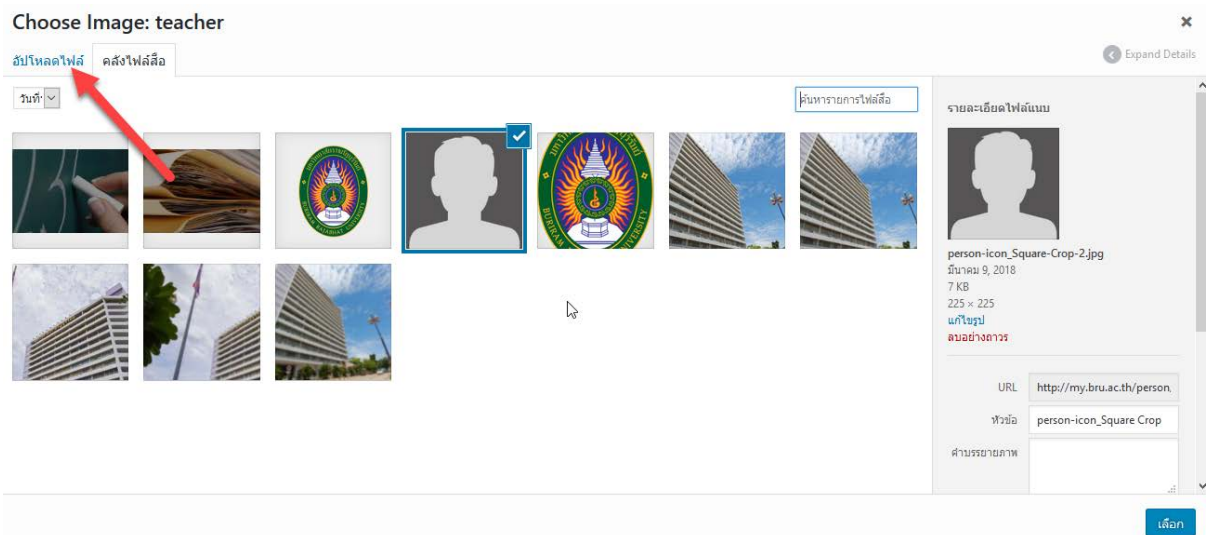 Choose Image: teacher
อัปโหลดไฟล์
คลังไฟล์สื่อ
Expand Details
วันที่
ค้นหารายการไฟล์สื่อ
รายละเอียดไฟล์แนบ
person-icon_Square-Crop-2.jpg
มีนาคม 9, 2018
7 KB
225 × 225
แก้ไขรูป
ลบอย่างถาวร
URL
http://my.bru.ac.th/person,
หัวข้อ
person-icon_Square Crop
คำบรรยายภาพ
เลือก